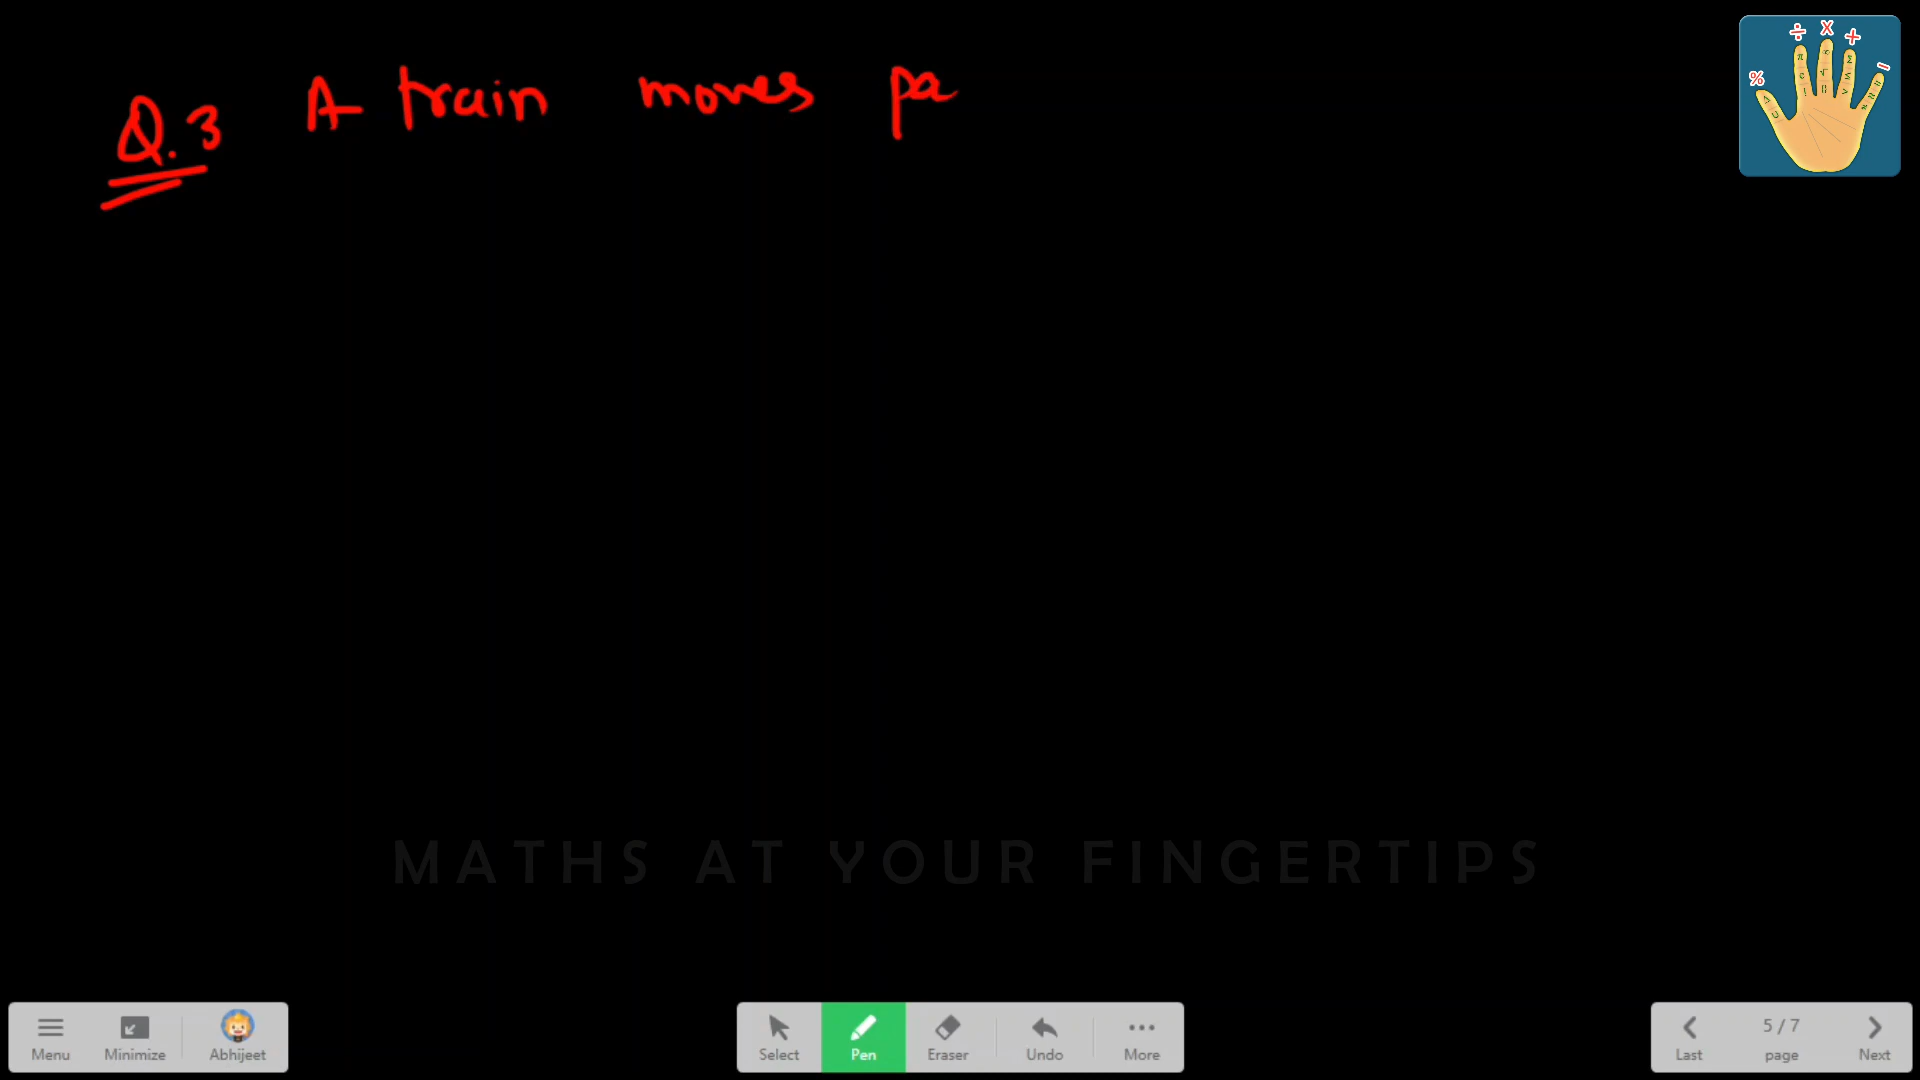 Q.3 A train moves pa
MATHS AT YOUR FINGERTIPS
Menu Minimize Abhijeet Select Pen Eraser Undo More Last 5 / 7 page Next